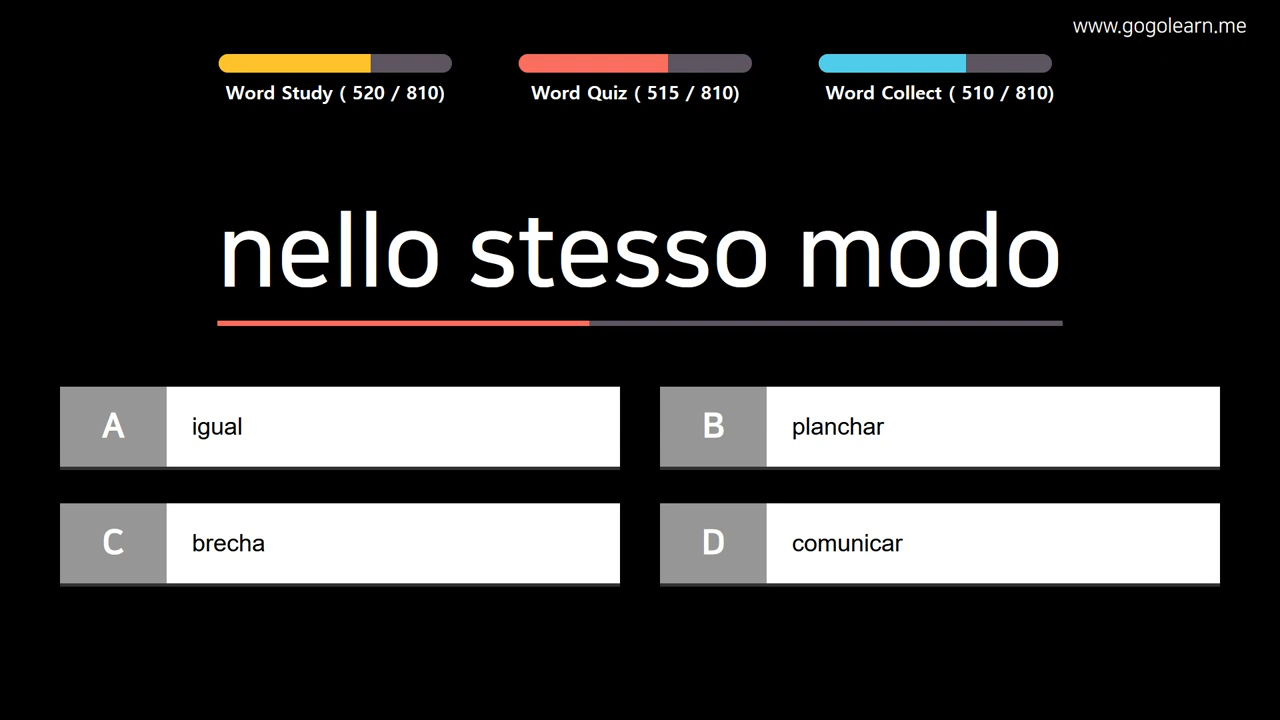 www.gogolearn.me
Word Study ( 520 / 810)
Word Quiz ( 515 / 810)
Word Collect ( 510 / 810)
nello stesso modo
A igual
B planchar
C brecha
D comunicar